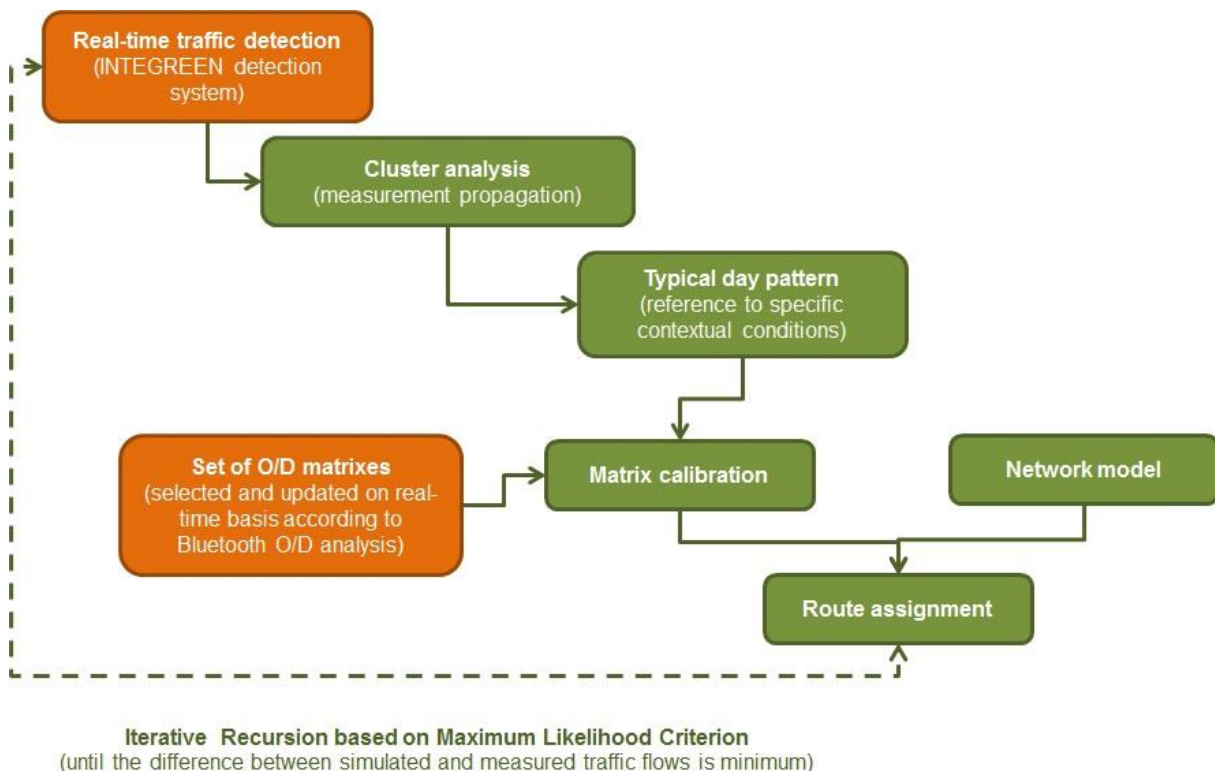 Real-time traffic detection
(INTEGREEN detection
system)
Cluster analysis
(measurement propagation)
Typical day pattern
(reference to specific
contextual conditions)
Set of O/D matrixes
(selected and updated on real-
time basis according to
Bluetooth O/D analysis)
Matrix calibration
Network model
Route assignment
Iterative Recursion based on Maximum Likelihood Criterion
(until the difference between simulated and measured traffic flows is minimum)